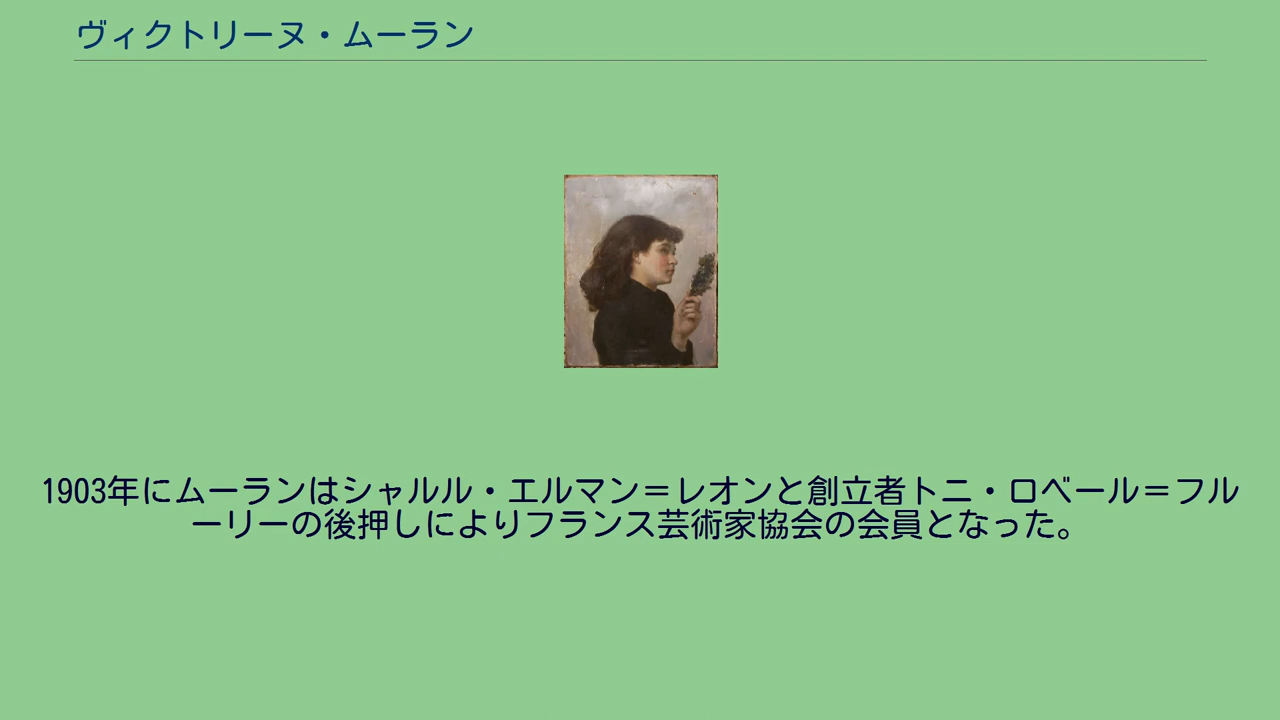 ヴィクトリーヌ・ムーラン
1903年にムーランはシャルル・エルマン＝レオンと創立者トニ・ロベール＝フル
ーリーの後押しによりフランス芸術家協会の会員となった。